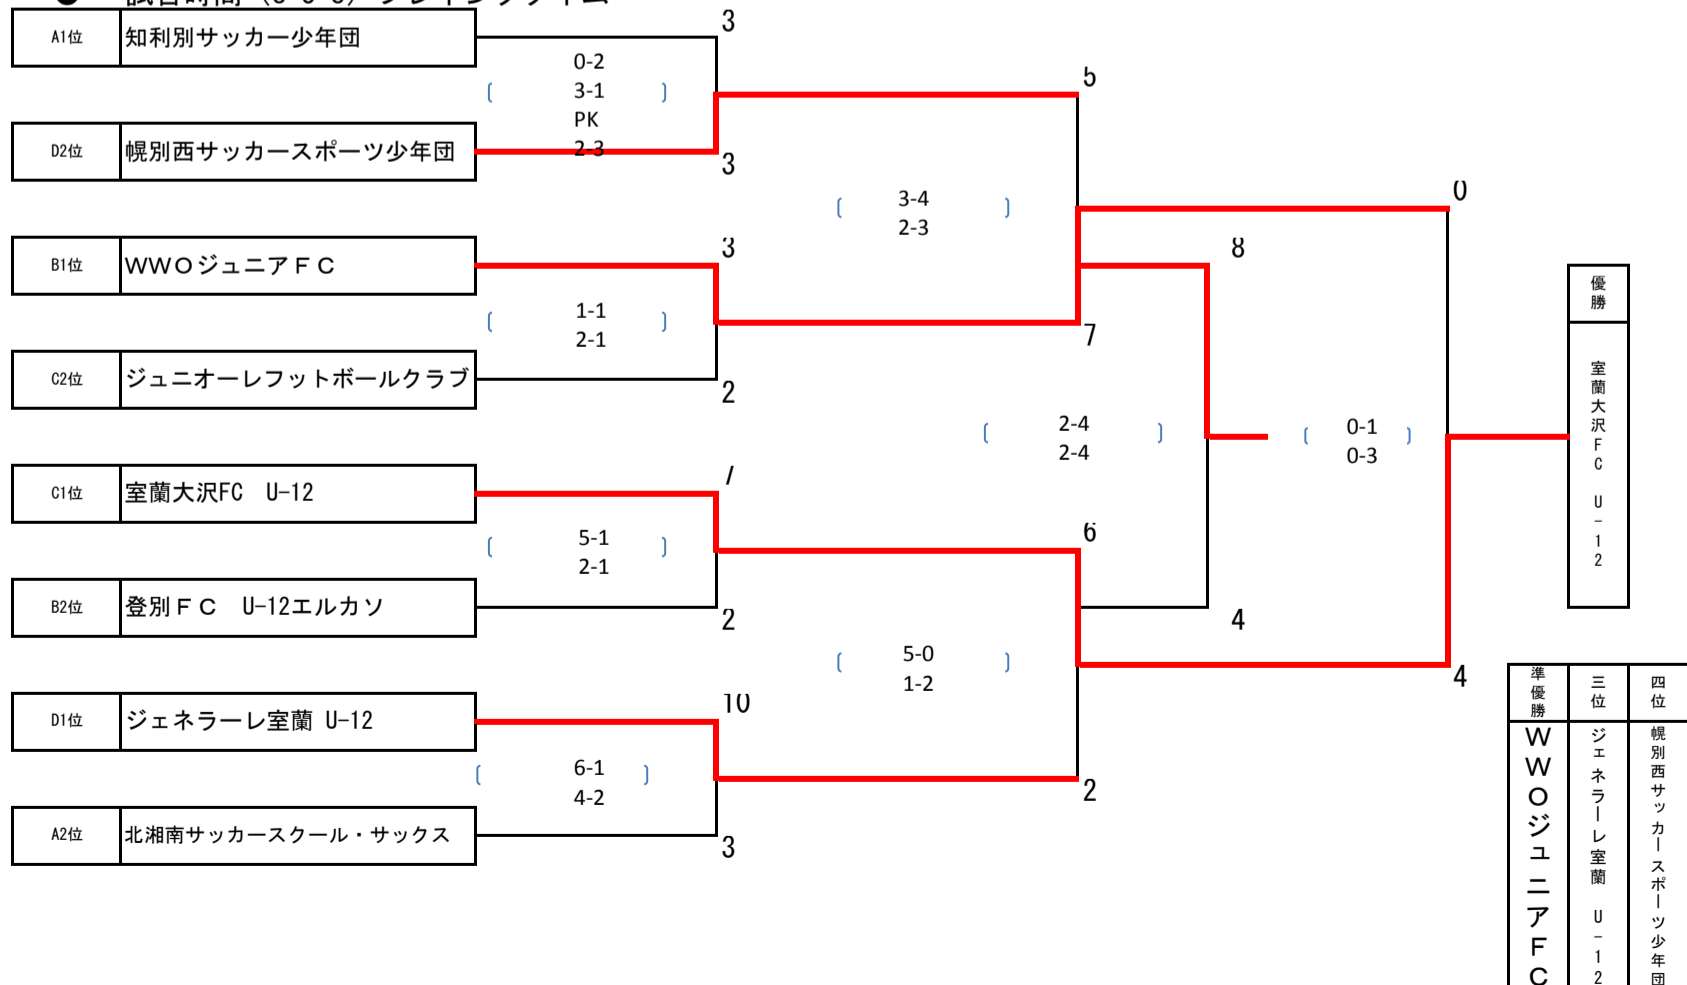 A1位 知利別サッカー少年団
3
0-2
3-1
PK
2-3
5
D2位 幌別西サッカースポーツ少年団
3
3-4
2-3
0
B1位 ＷＷＯジュニアＦＣ
3
8
1-1
2-1
7
C2位 ジュニオーレフットボールクラブ
2
2-4
2-4
0-1
0-3
優勝
室蘭大沢FC U-12
C1位 室蘭大沢FC U-12
7
5-1
2-1
6
B2位 登別ＦＣ U-12エルカソ
2
4
5-0
1-2
4
D1位 ジェネラーレ室蘭 U-12
10
6-1
4-2
2
A2位 北湘南サッカースクール・サックス
3
準優勝
ＷＷＯジュニアＦＣ
三位
ジェネラーレ室蘭 U-12
四位
幌別西サッカースポーツ少年団